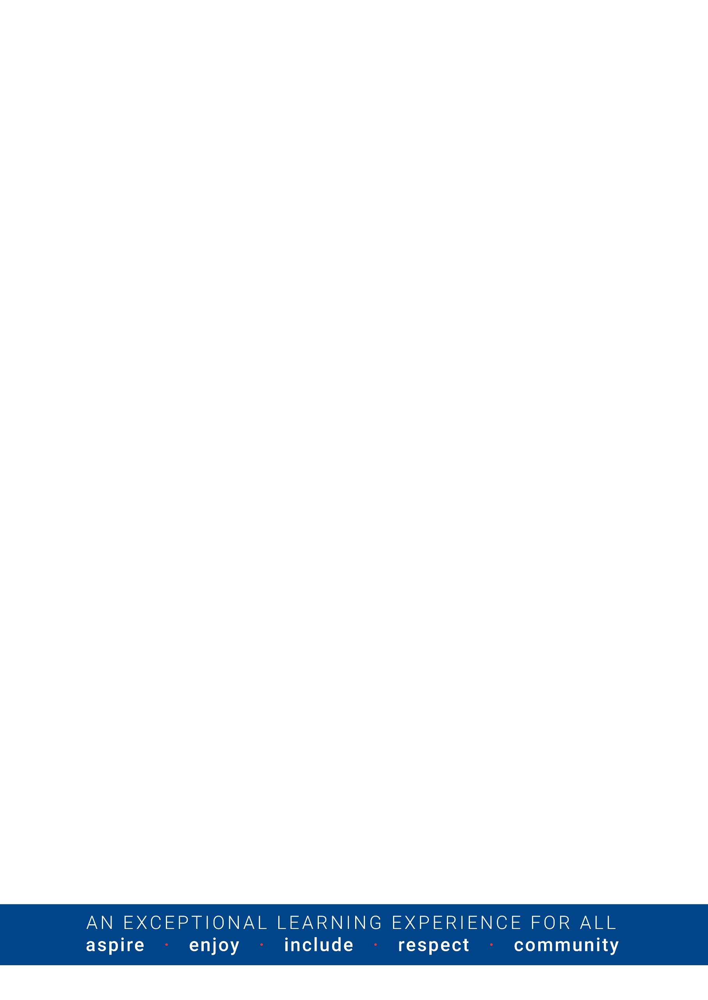 AN EXCEPTIONAL LEARNING EXPERIENCE FOR ALL
aspire • enjoy • include • respect • community